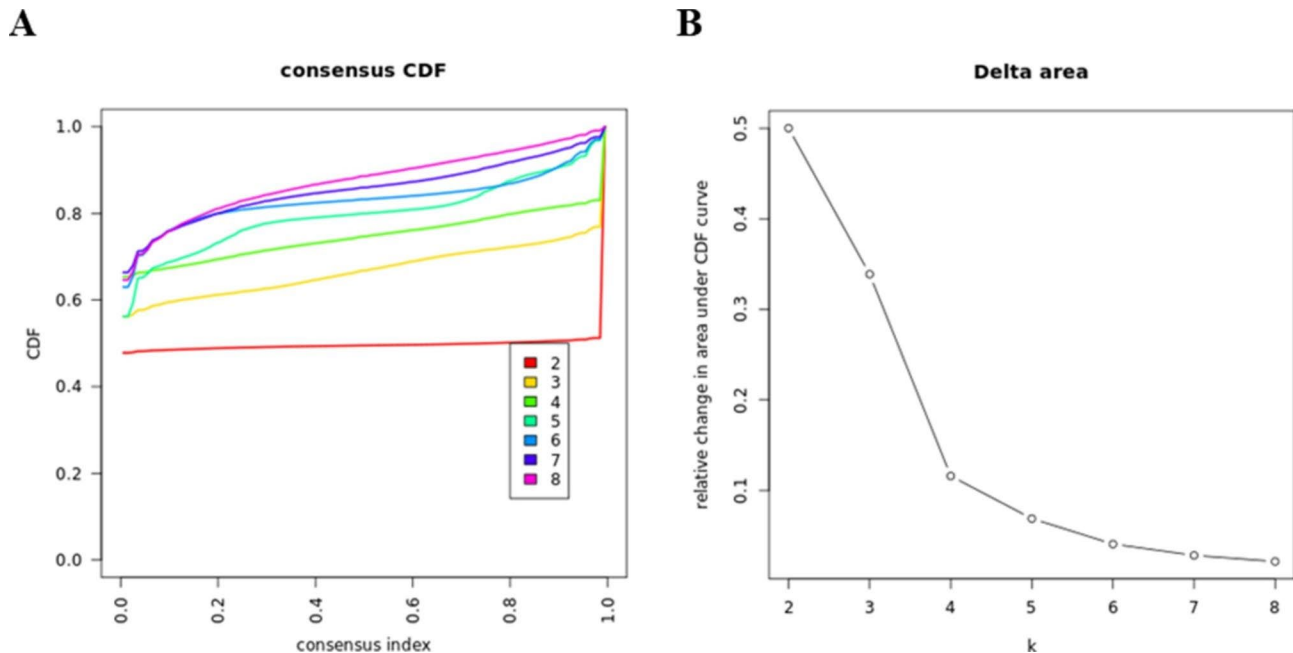 A
consensus CDF
CDF
1.0
0.8
0.6
0.4
0.2
0.0
2
3
4
5
6
7
8
0.0 0.2 0.4 0.6 0.8 1.0
consensus index
B
Delta area
relative change in area under CDF curve
0.5
0.4
0.3
0.2
0.1
2 3 4 5 6 7 8
k